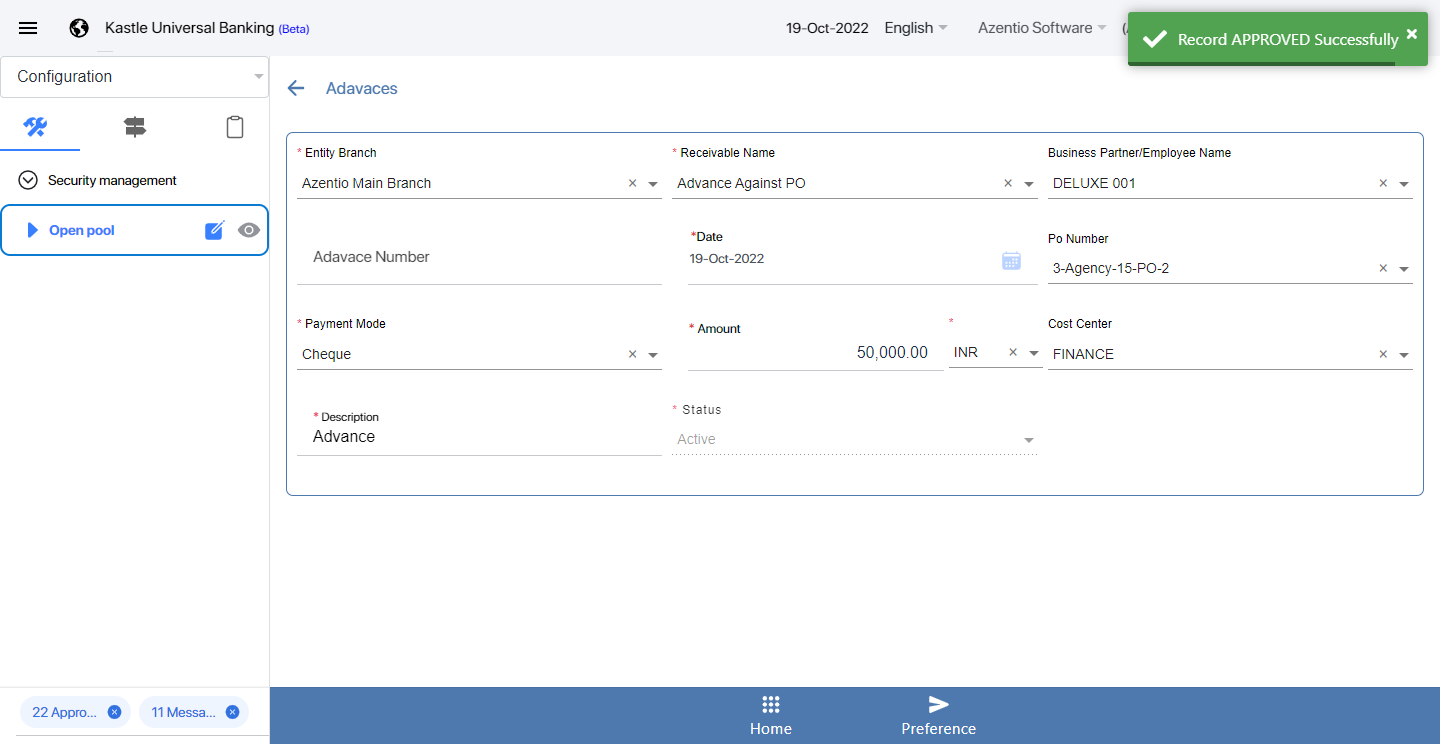 Kastle Universal Banking (Beta)
19-Oct-2022
English
Azentio Software
Record APPROVED Successfully
Configuration
Adavaces
Security management
Open pool
* Entity Branch
Azentio Main Branch
* Receivable Name
Advance Against PO
Business Partner/Employee Name
DELUXE 001
Adavace Number
*Date
19-Oct-2022
Po Number
3-Agency-15-PO-2
* Payment Mode
Cheque
* Amount
50,000.00
*
INR
Cost Center
FINANCE
* Description
Advance
* Status
Active
22 Appro...
11 Messa...
Home
Preference